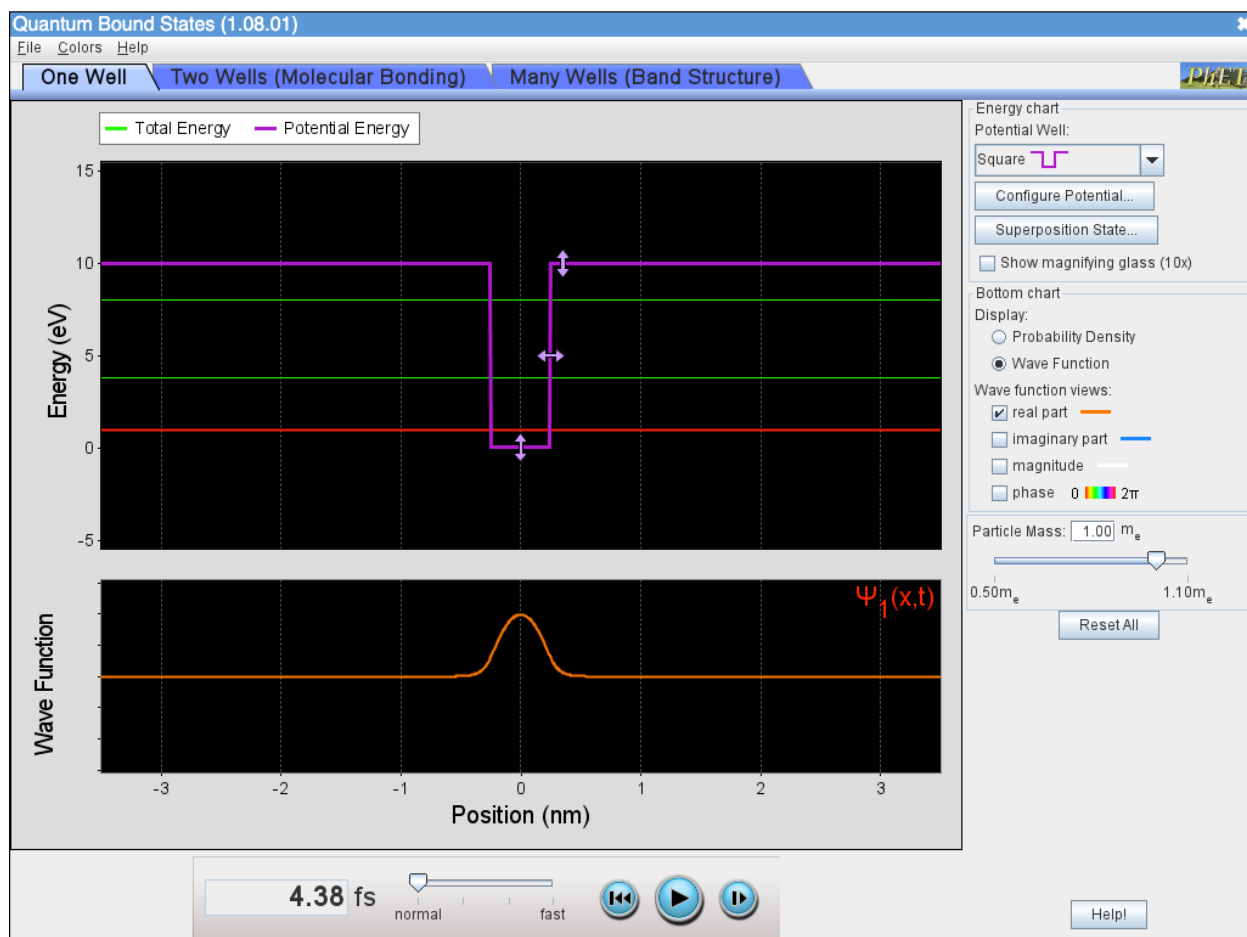 Quantum Bound States (1.08.01)
File Colors Help
One Well Two Wells (Molecular Bonding) Many Wells (Band Structure) PhET
Total Energy Potential Energy
15
10
5
0
-5
Energy (eV)
Wave Function
Ψ1(x,t)
-3 -2 -1 0 1 2 3
Position (nm)
Energy chart
Potential Well:
Square
Configure Potential...
Superposition State...
Show magnifying glass (10x)
Bottom chart
Display:
Probability Density
Wave Function
Wave function views:
real part
imaginary part
magnitude
phase 0 2π
Particle Mass: 1.00 me
0.50me 1.10me
Reset All
4.38 fs
normal fast
Help!